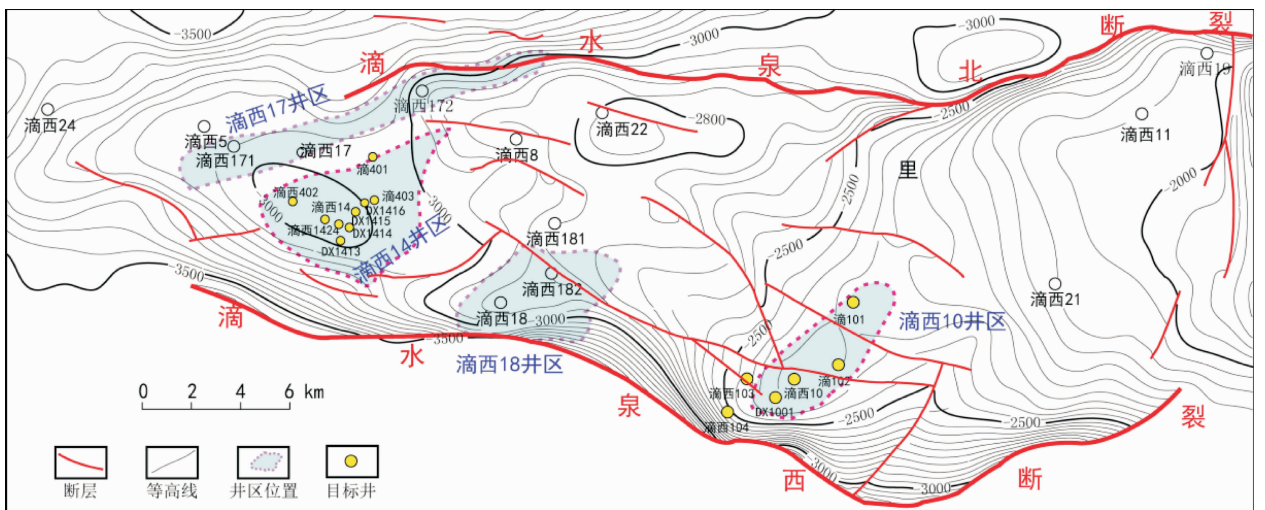 -3500
-3000
-3000
断
裂
滴
水
泉
北
滴西19
滴西24
滴西17井区
滴西172
滴西5
滴西171
滴西17
滴401
滴西8
滴西22
-2800
-2500
滴西11
里
-2000
滴西402
-3000
滴西14
滴403
DX1416
DX1415
滴西1424
DX1414
DX1413
滴西14井区
-3000
-2500
滴西181
-2500
-3500
滴西182
滴西18
-3000
滴西21
滴
水
-3500
滴西18井区
泉
-2500
滴101
滴西10井区
滴西103
滴西10
滴102
DX1001
滴西104
-2500
-2500
裂
-3000
西
-3000
断
0 2 4 6 km
断层
等高线
井区位置
目标井